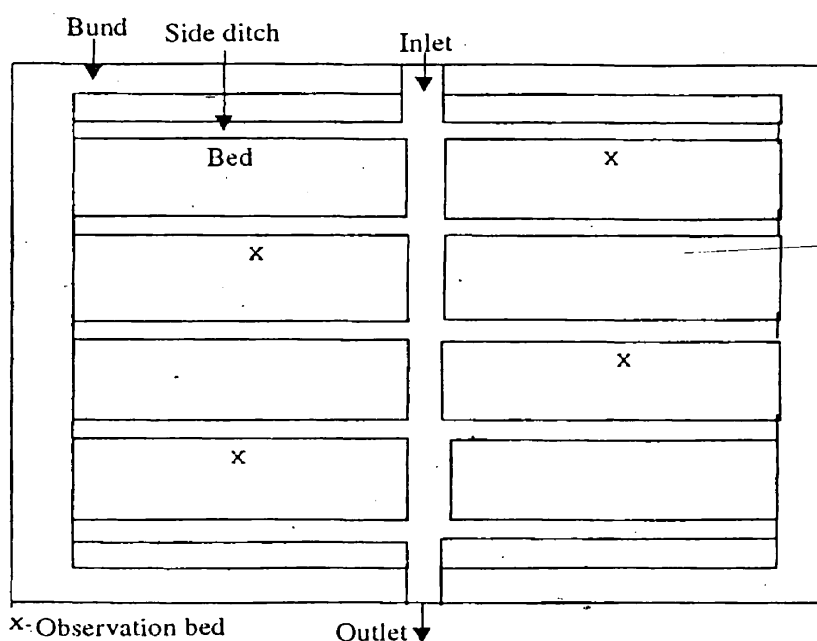 Bund
Side ditch
Inlet
Bed
x
x
x
x
x-Observation bed
Outlet